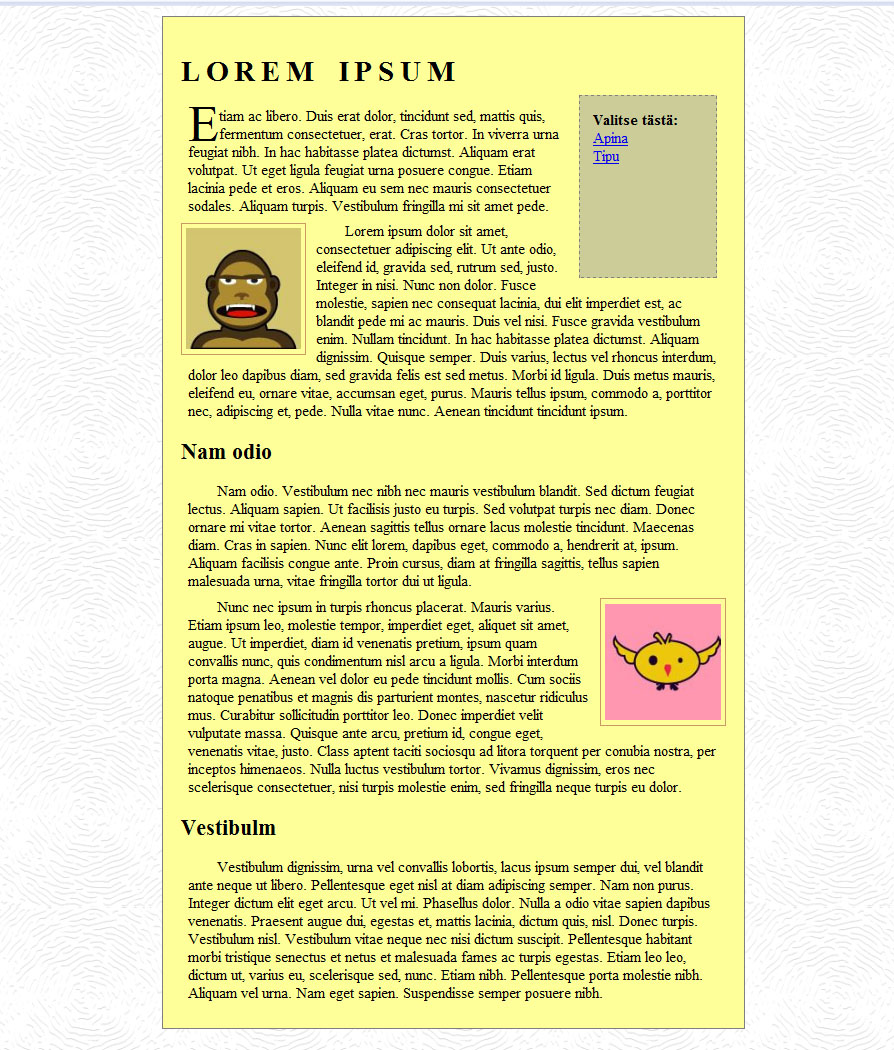 LOREM IPSUM
Etiam ac libero. Duis erat dolor, tincidunt sed, mattis quis,
fermentum consectetuer, erat. Cras tortor. In viverra urna
feugiat nibh. In hac habitasse platea dictumst. Aliquam erat
volutpat. Ut eget ligula feugiat urna posuere congue. Etiam
lacinia pede et eros. Aliquam eu sem nec mauris consectetuer
sodales. Aliquam turpis. Vestibulum fringilla mi sit amet pede.
Valitse tästä:
Apina
Tipu
Lorem ipsum dolor sit amet,
consectetuer adipiscing elit. Ut ante odio,
eleifend id, gravida sed, rutrum sed, justo.
Integer in nisi. Nunc non dolor. Fusce
molestie, sapien nec consequat lacinia, dui elit imperdiet est, ac
blandit pede mi ac mauris. Duis vel nisi. Fusce gravida vestibulum
enim. Nullam tincidunt. In hac habitasse platea dictumst. Aliquam
dignissim. Quisque semper. Duis varius, lectus vel rhoncus interdum,
dolor leo dapibus diam, sed gravida felis est sed metus. Morbi id ligula. Duis metus mauris,
eleifend eu, ornare vitae, accumsan eget, purus. Mauris tellus ipsum, commodo a, porttitor
nec, adipiscing et, pede. Nulla vitae nunc. Aenean tincidunt tincidunt ipsum.
Nam odio
Nam odio. Vestibulum nec nibh nec mauris vestibulum blandit. Sed dictum feugiat
lectus. Aliquam sapien. Ut facilisis justo eu turpis. Sed volutpat turpis nec diam. Donec
ornare mi vitae tortor. Aenean sagittis tellus ornare lacus molestie tincidunt. Maecenas
diam. Cras in sapien. Nunc elit lorem, dapibus eget, commodo a, hendrerit at, ipsum.
Aliquam facilisis congue ante. Proin cursus, diam at fringilla sagittis, tellus sapien
malesuada urna, vitae fringilla tortor dui ut ligula.
Nunc nec ipsum in turpis rhoncus placerat. Mauris varius.
Etiam ipsum leo, molestie tempor, imperdiet eget, aliquet sit amet,
augue. Ut imperdiet, diam id venenatis pretium, ipsum quam
convallis nunc, quis condimentum nisl arcu a ligula. Morbi interdum
porta magna. Aenean vel dolor eu pede tincidunt mollis. Cum sociis
natoque penatibus et magnis dis parturient montes, nascetur ridiculus
mus. Curabitur sollicitudin porttitor leo. Donec imperdiet velit
vulputate massa. Quisque ante arcu, pretium id, congue eget,
venenatis vitae, justo. Class aptent taciti sociosqu ad litora torquent per conubia nostra, per
inceptos himenaeos. Nulla luctus vestibulum tortor. Vivamus dignissim, eros nec
scelerisque consectetuer, nisi turpis molestie enim, sed fringilla neque turpis eu dolor.
Vestibulm
Vestibulum dignissim, urna vel convallis lobortis, lacus ipsum semper dui, vel blandit
ante neque ut libero. Pellentesque eget nisl at diam adipiscing semper. Nam non purus.
Integer dictum elit eget arcu. Ut vel mi. Phasellus dolor. Nulla a odio vitae sapien dapibus
venenatis. Praesent augue dui, egestas et, mattis lacinia, dictum quis, nisl. Donec turpis.
Vestibulum nisl. Vestibulum vitae neque nec nisi dictum suscipit. Pellentesque habitant
morbi tristique senectus et netus et malesuada fames ac turpis egestas. Etiam leo leo,
dictum ut, varius eu, scelerisque sed, nunc. Etiam nibh. Pellentesque porta molestie nibh.
Aliquam vel urna. Nam eget sapien. Suspendisse semper posuere nibh.